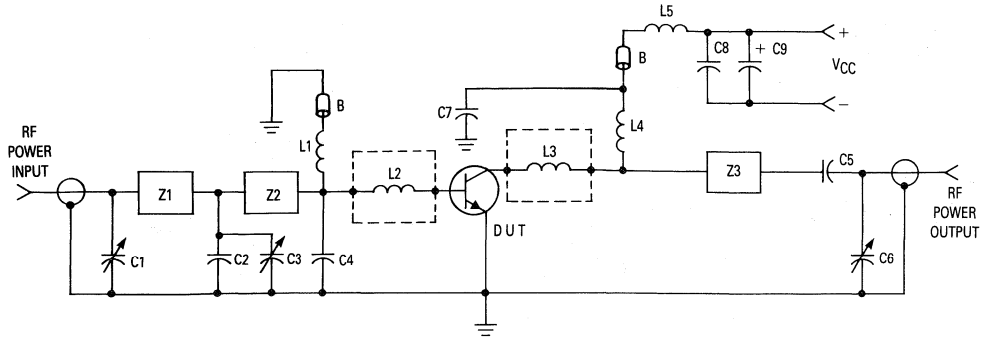 L5
+
C8
+ C9
B
VCC
B
−
C7
L4
RF
POWER
INPUT
L1
L3
C5
L2
Z1
Z2
Z3
RF
POWER
OUTPUT
DUT
C1
C2
C3
C4
C6